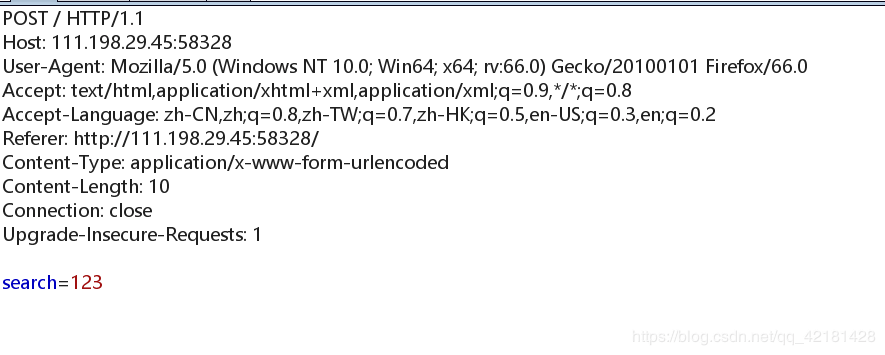 POST / HTTP/1.1
Host: 111.198.29.45:58328
User-Agent: Mozilla/5.0 (Windows NT 10.0; Win64; x64; rv:66.0) Gecko/20100101 Firefox/66.0
Accept: text/html,application/xhtml+xml,application/xml;q=0.9,*/*;q=0.8
Accept-Language: zh-CN,zh;q=0.8,zh-TW;q=0.7,zh-HK;q=0.5,en-US;q=0.3,en;q=0.2
Referer: http://111.198.29.45:58328/
Content-Type: application/x-www-form-urlencoded
Content-Length: 10
Connection: close
Upgrade-Insecure-Requests: 1
search=123
https://blog.csdn.net/qq_42181428